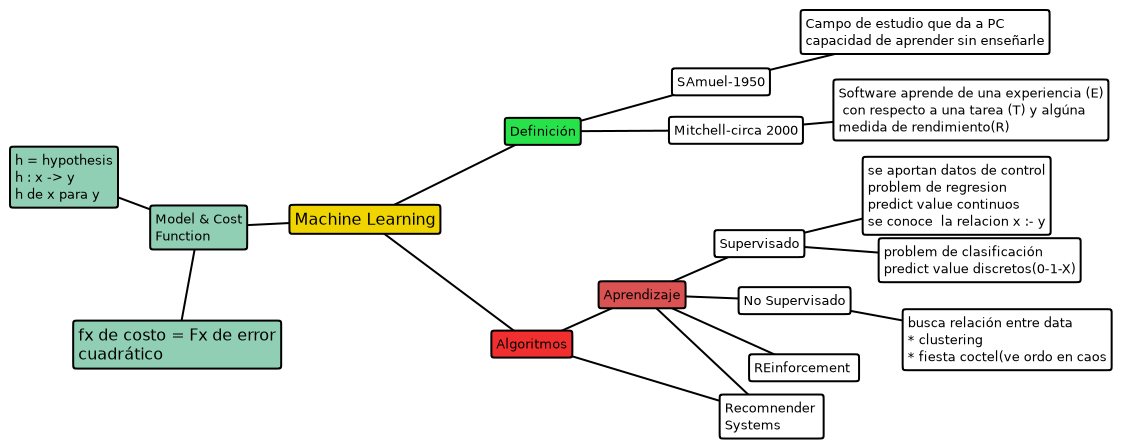 Campo de estudio que da a PC
capacidad de aprender sin enseñarle
SAmuel-1950
Software aprende de una experiencia (E)
con respecto a una tarea (T) y algúna
medida de rendimiento(R)
Definición
Mitchell-circa 2000
h = hypothesis
h : x -> y
h de x para y
Model & Cost
Function
Machine Learning
se aportan datos de control
problem de regresion
predict value continuos
se conoce la relacion x :- y
Supervisado
problem de clasificación
predict value discretos(0-1-X)
Aprendizaje
No Supervisado
busca relación entre data
* clustering
* fiesta coctel(ve ordo en caos
fx de costo = Fx de error
cuadrático
Algoritmos
REinforcement
Recomnender
Systems